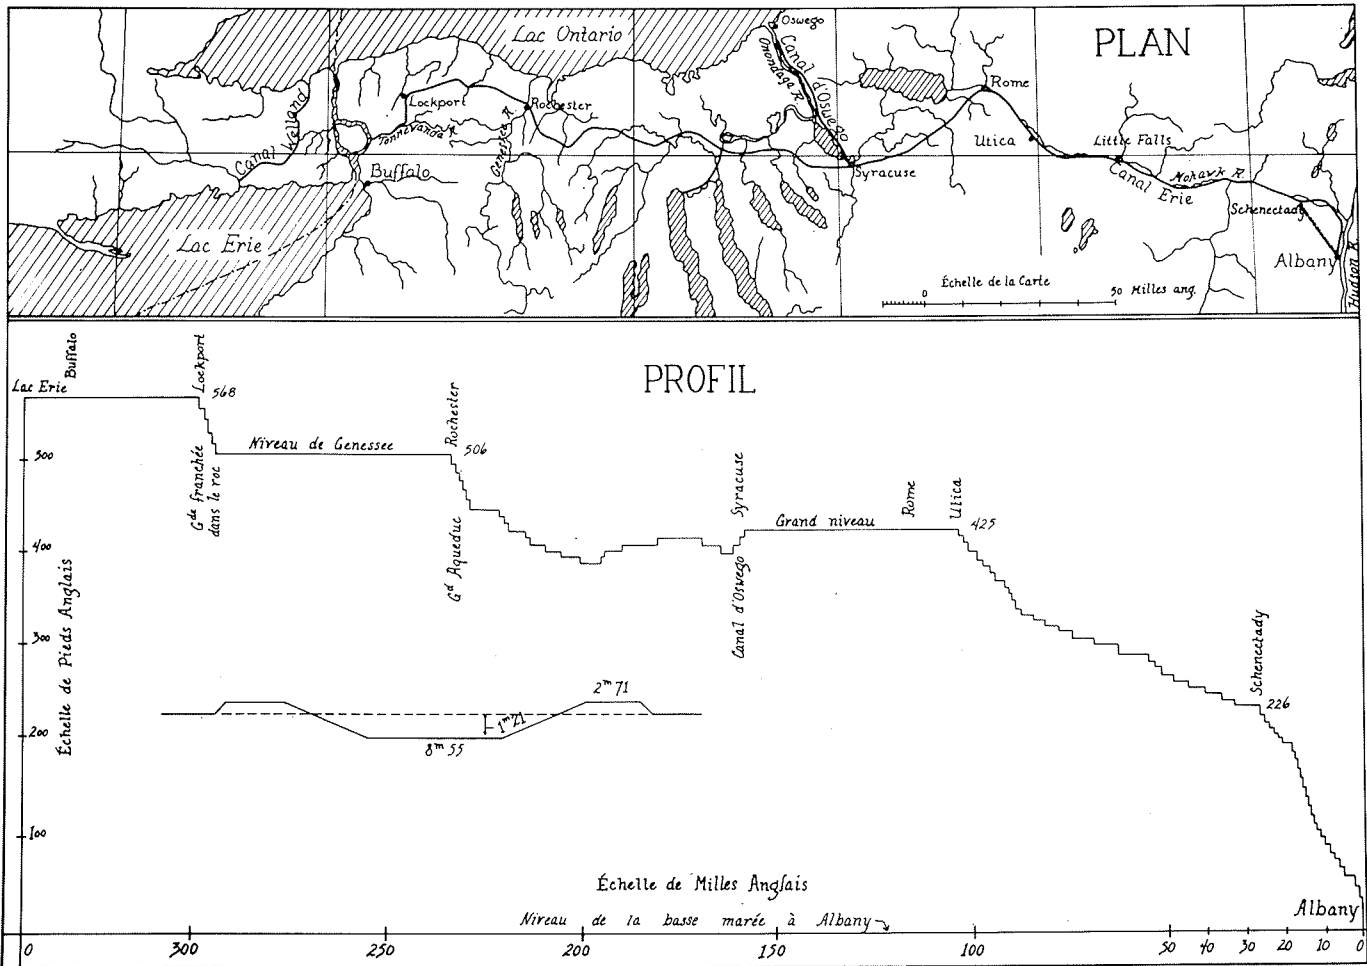 PLAN
Lac Ontario
Oswego
Canal d'Oswego
Onondaga R.
Rome
Lockport
Rochester
Canal Welland
Tonnevanda R.
Genessee R.
Utica
Little Falls
Buffalo
Syracuse
Mohawk R.
Canal Erie
Schenectady
Lac Erie
Albany
Hudson R.
Échelle de la Carte
0
50 Milles ang.
PROFIL
Lac Erie
Buffalo
Lockport
568
Niveau de Genessee
Rochester
506
Gde franchée
dans le roc
Gd Aqueduc
Syracuse
Canal d'Oswego
Grand niveau
Rome
Utica
425
Schenectady
226
500
400
300
200
100
Échelle de Pieds Anglais
2m 71
1m 21
8m 55
Échelle de Milles Anglais
Niveau de la basse marée à Albany
Albany
0 300 250 200 150 100 50 40 30 20 10 0